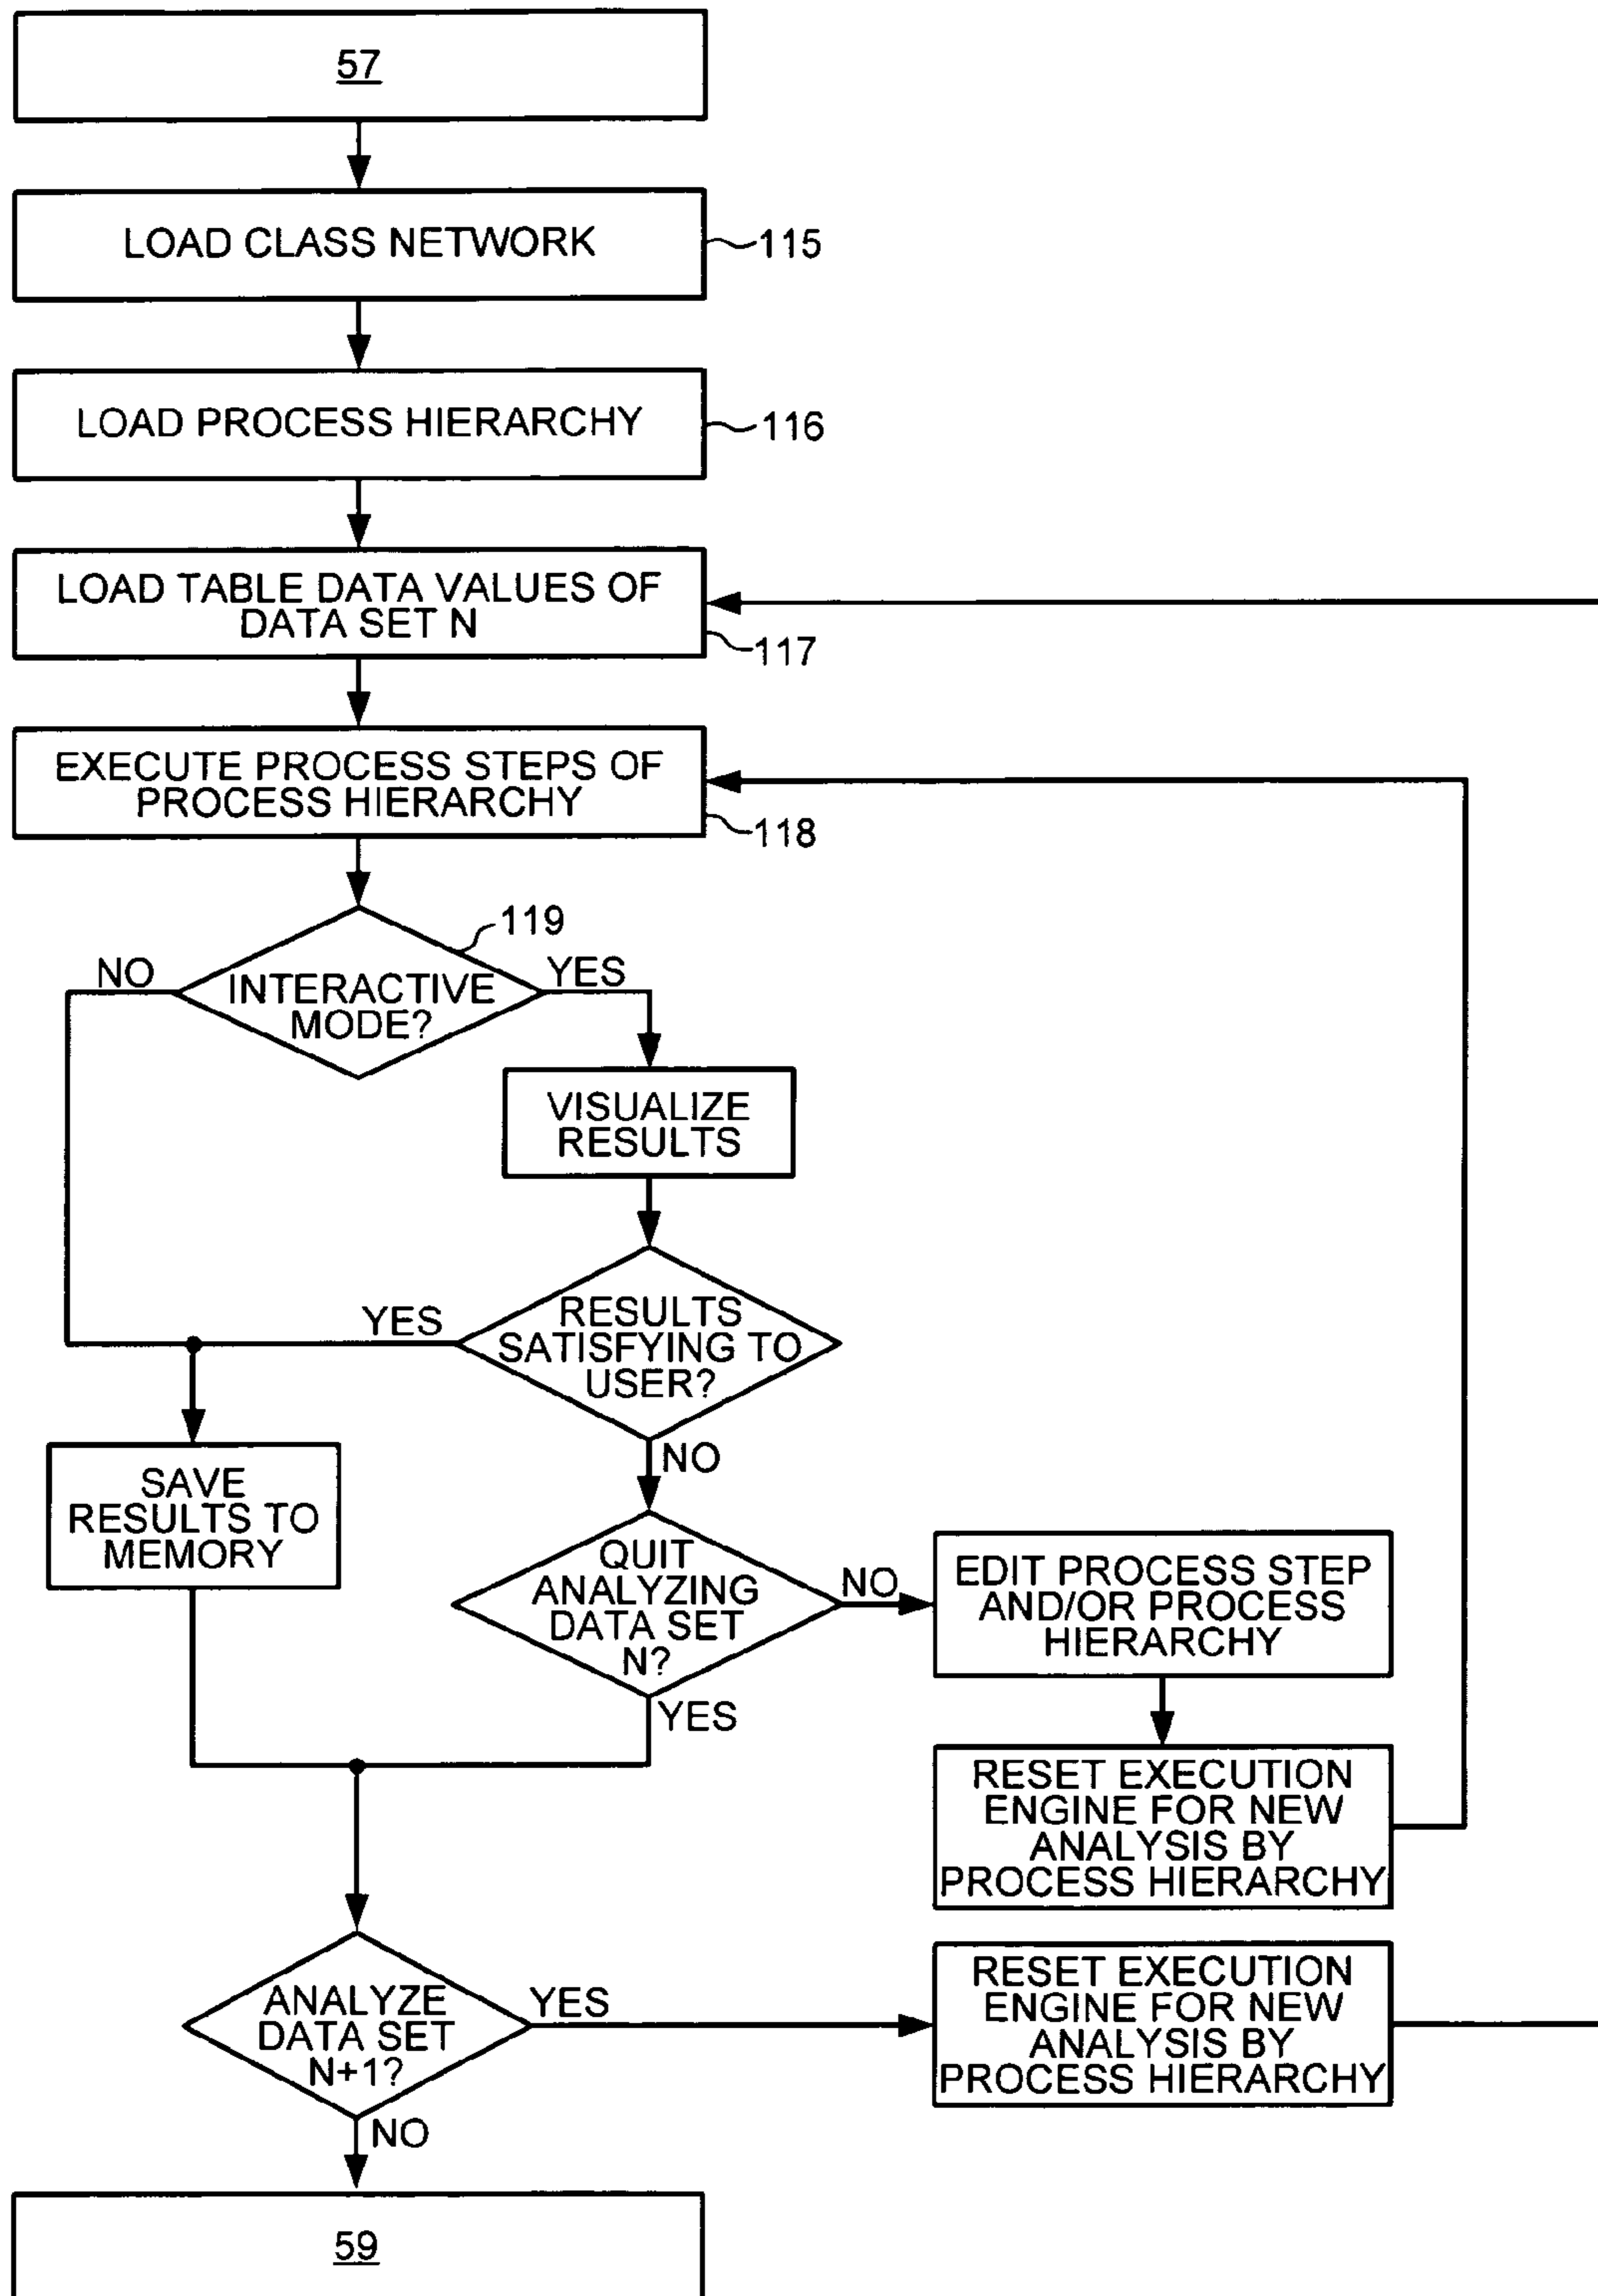 57
LOAD CLASS NETWORK
115
LOAD PROCESS HIERARCHY
116
LOAD TABLE DATA VALUES OF
DATA SET N
117
EXECUTE PROCESS STEPS OF
PROCESS HIERARCHY
118
119
NO
INTERACTIVE
MODE?
YES
VISUALIZE
RESULTS
YES
RESULTS
SATISFYING TO
USER?
NO
SAVE
RESULTS TO
MEMORY
QUIT
ANALYZING
DATA SET
N?
NO
YES
EDIT PROCESS STEP
AND/OR PROCESS
HIERARCHY
RESET EXECUTION
ENGINE FOR NEW
ANALYSIS BY
PROCESS HIERARCHY
ANALYZE
DATA SET
N+1?
YES
NO
RESET EXECUTION
ENGINE FOR NEW
ANALYSIS BY
PROCESS HIERARCHY
59